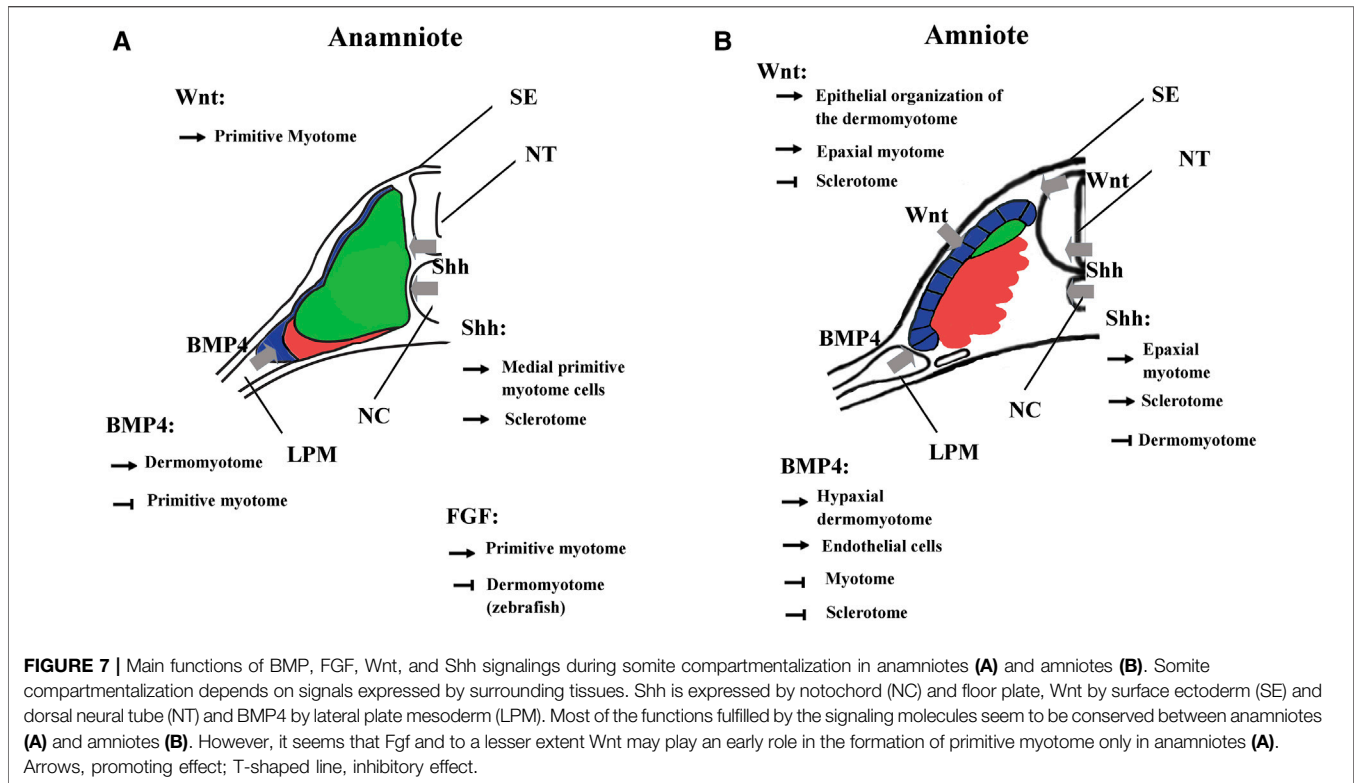 A
Anamniote
Wnt:
Primitive Myotome
SE
NT
Shh
BMP4
Shh:
Medial primitive
myotome cells
Sclerotome
NC
LPM
BMP4:
Dermomyotome
Primitive myotome
FGF:
Primitive myotome
Dermomyotome
(zebrafish)
B
Amniote
Wnt:
Epithelial organization of
the dermomyotome
Epaxial myotome
Sclerotome
SE
NT
Wnt
Wnt
Shh
BMP4
Shh:
Epaxial
myotome
Sclerotome
Dermomyotome
NC
LPM
BMP4:
Hypaxial
dermomyotome
Endothelial cells
Myotome
Sclerotome
FIGURE 7 | Main functions of BMP, FGF, Wnt, and Shh signalings during somite compartmentalization in anamniotes (A) and amniotes (B). Somite
compartmentalization depends on signals expressed by surrounding tissues. Shh is expressed by notochord (NC) and floor plate, Wnt by surface ectoderm (SE) and
dorsal neural tube (NT) and BMP4 by lateral plate mesoderm (LPM). Most of the functions fulfilled by the signaling molecules seem to be conserved between anamniotes
(A) and amniotes (B). However, it seems that Fgf and to a lesser extent Wnt may play an early role in the formation of primitive myotome only in anamniotes (A).
Arrows, promoting effect; T-shaped line, inhibitory effect.